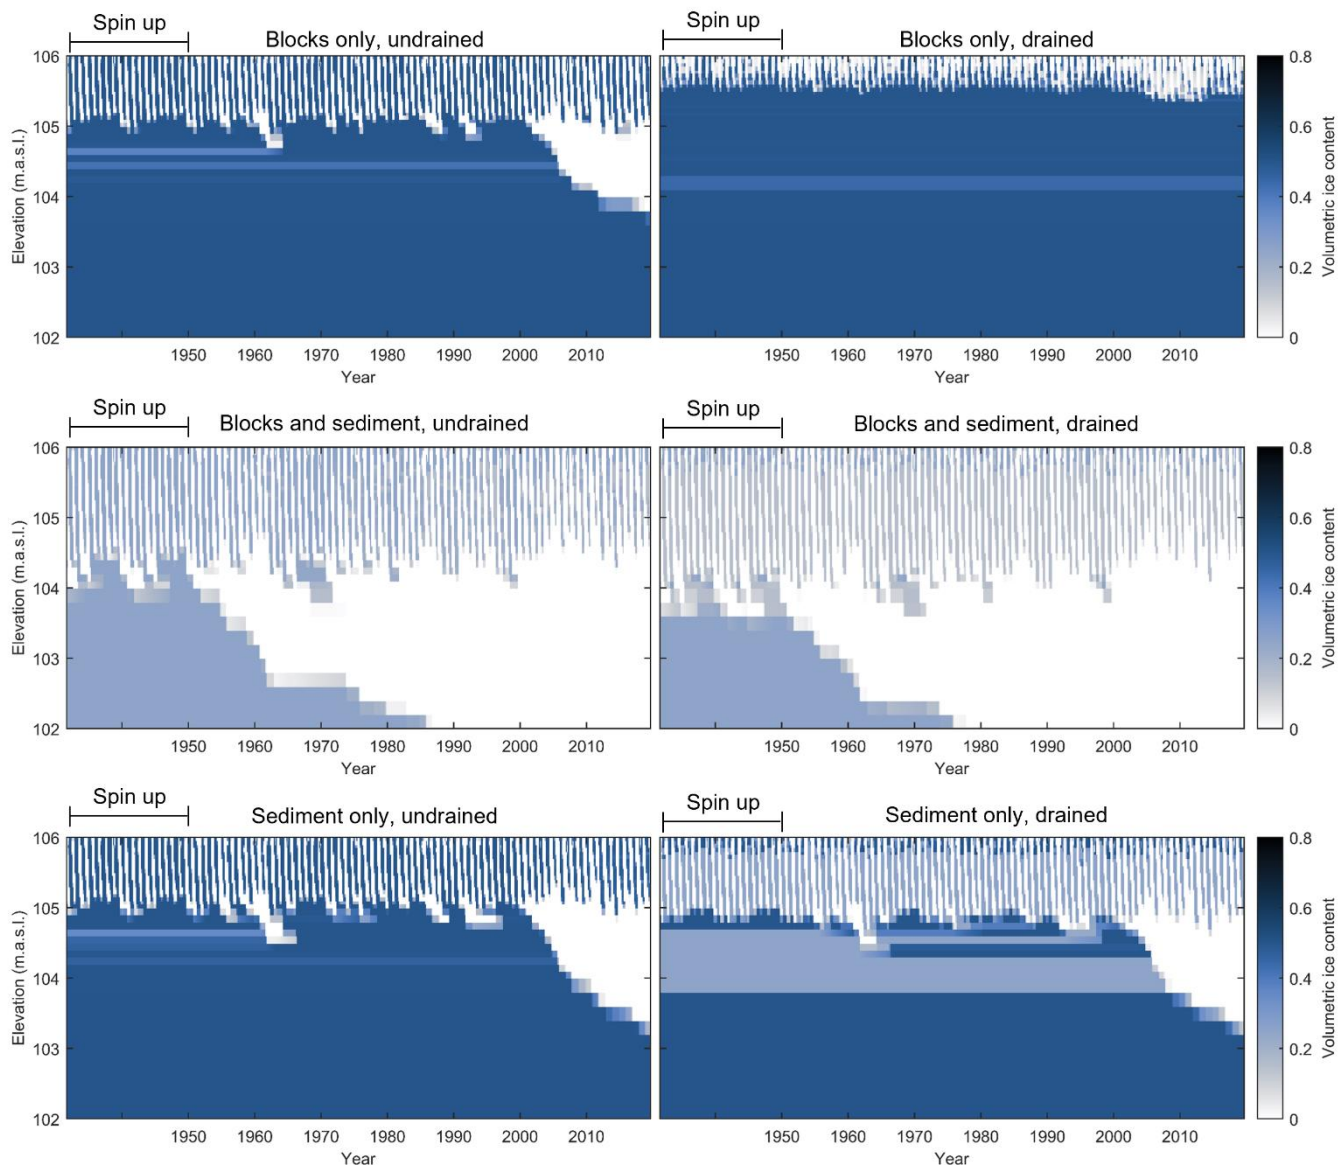 Spin up
Blocks only, undrained
Spin up
Blocks only, drained
106
105
104
103
102
Elevation (m.a.s.l.)
1950 1960 1970 1980 1990 2000 2010
Year
1950 1960 1970 1980 1990 2000 2010
Year
0.8
0.6
0.4
0.2
0
Volumetric ice content
Spin up
Blocks and sediment, undrained
Spin up
Blocks and sediment, drained
106
105
104
103
102
Elevation (m.a.s.l.)
1950 1960 1970 1980 1990 2000 2010
Year
1950 1960 1970 1980 1990 2000 2010
Year
0.8
0.6
0.4
0.2
0
Volumetric ice content
Spin up
Sediment only, undrained
Spin up
Sediment only, drained
106
105
104
103
102
Elevation (m.a.s.l.)
1950 1960 1970 1980 1990 2000 2010
Year
1950 1960 1970 1980 1990 2000 2010
Year
0.8
0.6
0.4
0.2
0
Volumetric ice content